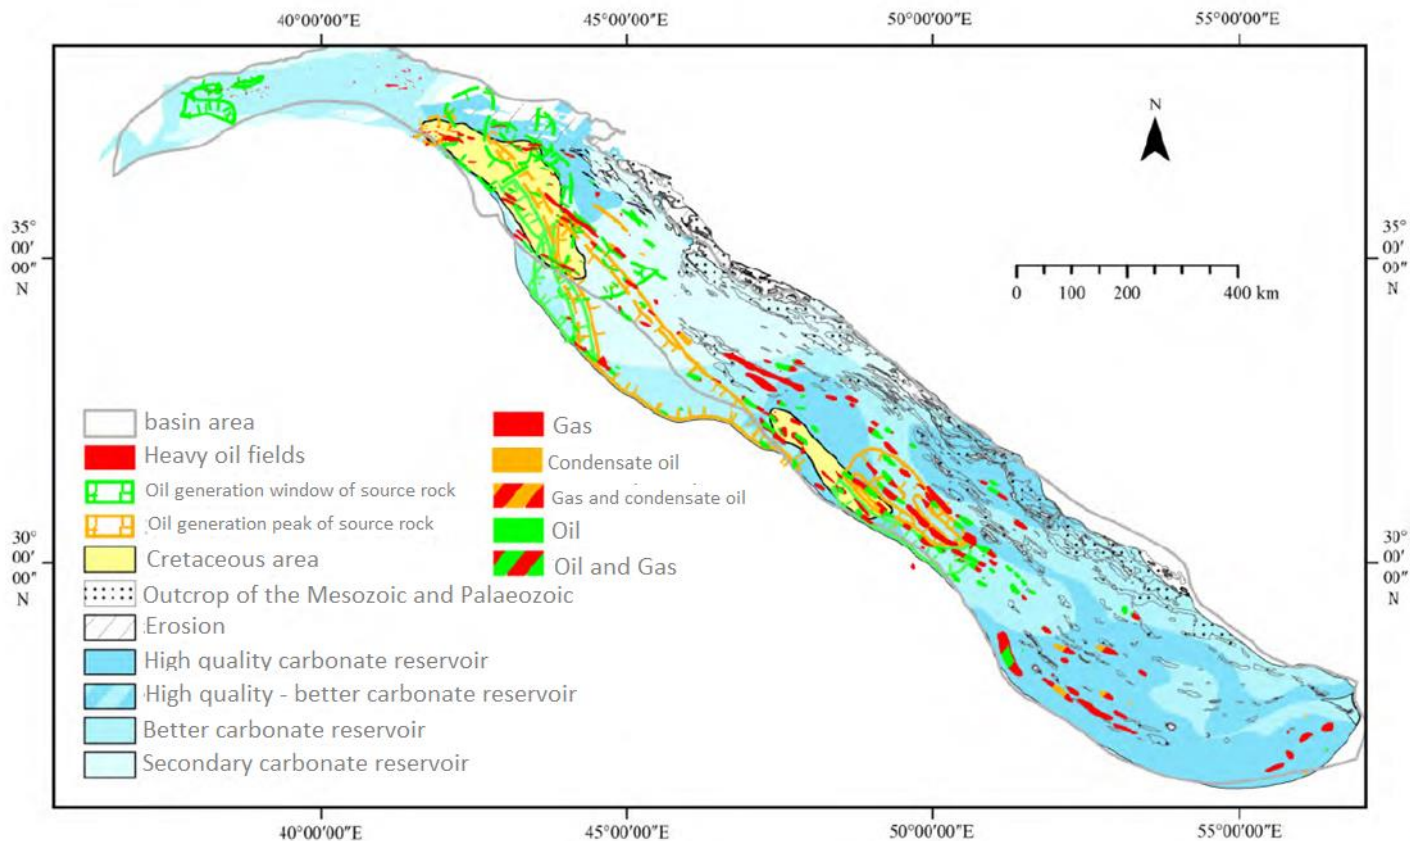 40°00′00″E 45°00′00″E 50°00′00″E 55°00′00″E
N
35°
00′
00″
N
35°
00′
00″
N
0 100 200 400 km
basin area
Heavy oil fields
Oil generation window of source rock
Oil generation peak of source rock
Cretaceous area
Outcrop of the Mesozoic and Palaeozoic
Erosion
High quality carbonate reservoir
High quality - better carbonate reservoir
Better carbonate reservoir
Secondary carbonate reservoir
Gas
Condensate oil
Gas and condensate oil
Oil
Oil and Gas
30°
00′
00″
N
30°
00′
00″
N
40°00′00″E 45°00′00″E 50°00′00″E 55°00′00″E